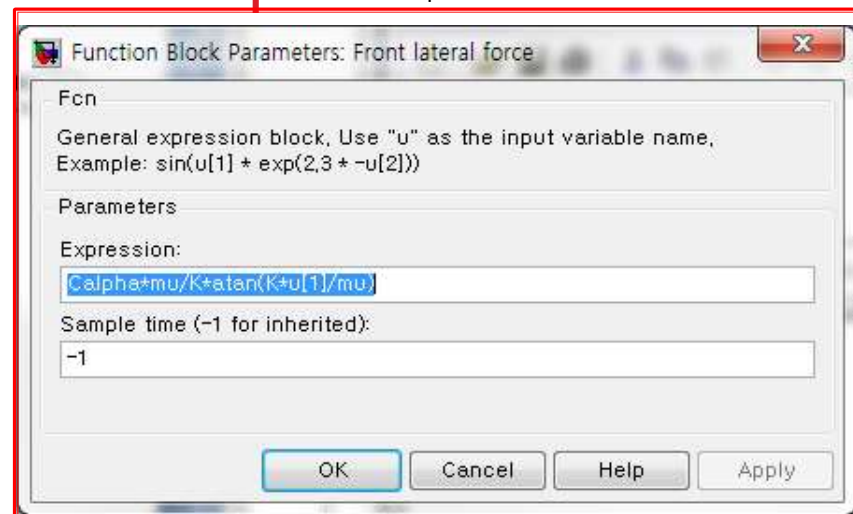 Function Block Parameters: Front lateral force
Fcn
General expression block, Use "u" as the input variable name,
Example: sin(u[1] * exp(2,3 * -u[2]))
Parameters
Expression:
Calpha*mu/K*atan(K*u[1]/mu)
Sample time (-1 for inherited):
-1
OK Cancel Help Apply